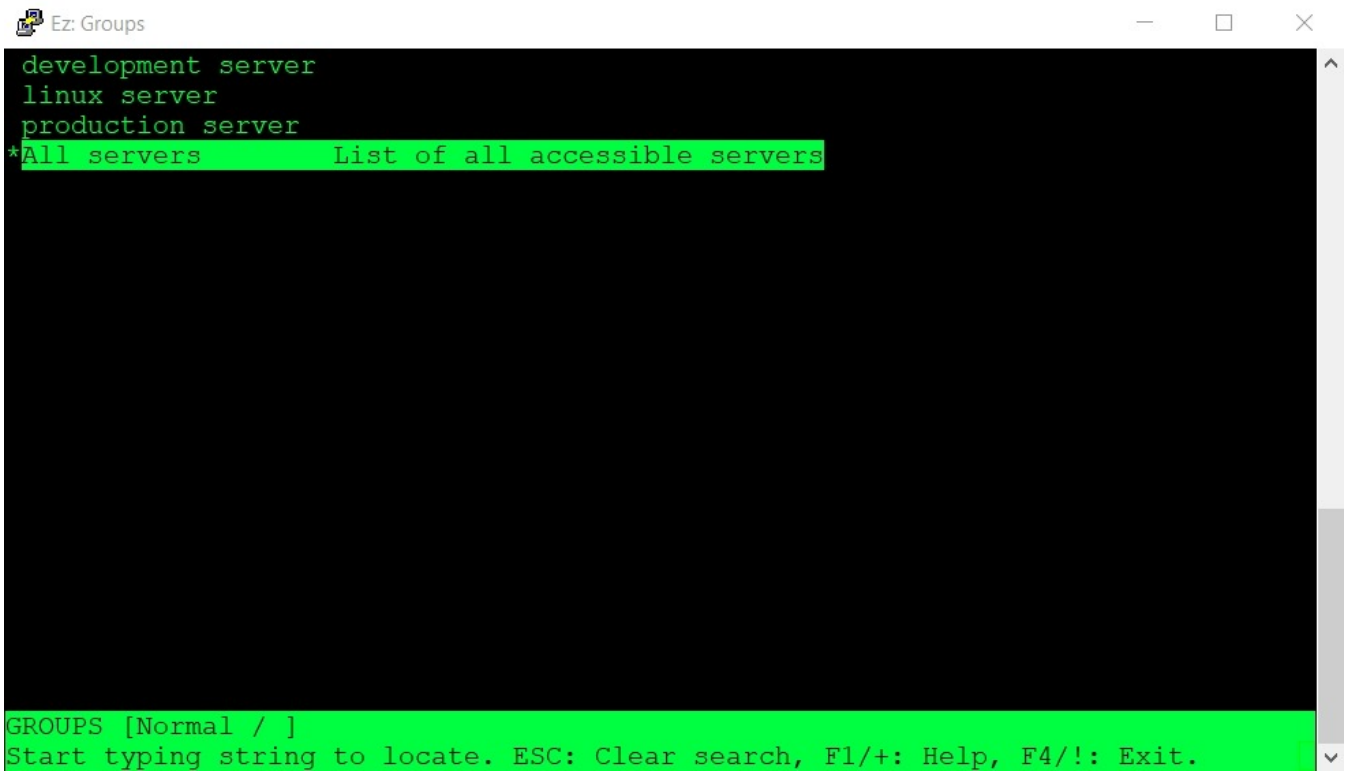 Ez: Groups
development server
linux server
production server
*All servers        List of all accessible servers
GROUPS [Normal / ]
Start typing string to locate. ESC: Clear search, F1/+: Help, F4/!: Exit.